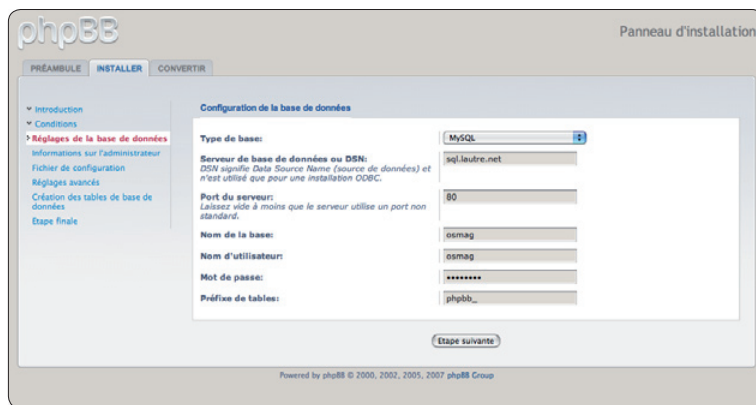 phpBB
Panneau d'installation
PRÉAMBULE INSTALLER CONVERTIR
Introduction
Conditions
Réglages de la base de données
Informations sur l'administrateur
Fichier de configuration
Réglages avancés
Création des tables de base de
données
Etape finale
Configuration de la base de données
Type de base: MySQL
Serveur de base de données ou DSN: sql.lautre.net
DSN signifie Data Source Name (source de données) et
n'est utilisé que pour une installation ODBC.
Port du serveur: 80
Laissez vide à moins que le serveur utilise un port non
standard.
Nom de la base: osmag
Nom d'utilisateur: osmag
Mot de passe: ••••••••
Préfixe de tables: phpbb_
Etape suivante
Powered by phpBB © 2000, 2002, 2005, 2007 phpBB Group